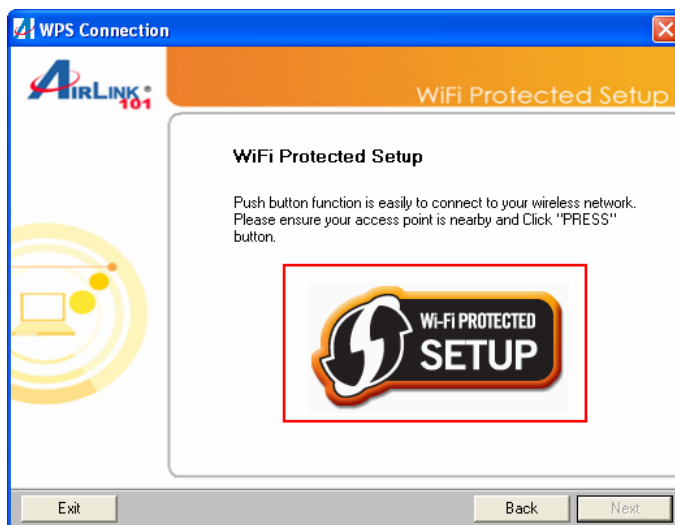 WPS Connection
AIRLINK®
101
WiFi Protected Setup
WiFi Protected Setup
Push button function is easily to connect to your wireless network.
Please ensure your access point is nearby and Click "PRESS"
button.
Wi-Fi PROTECTED
SETUP
Exit
Back
Next